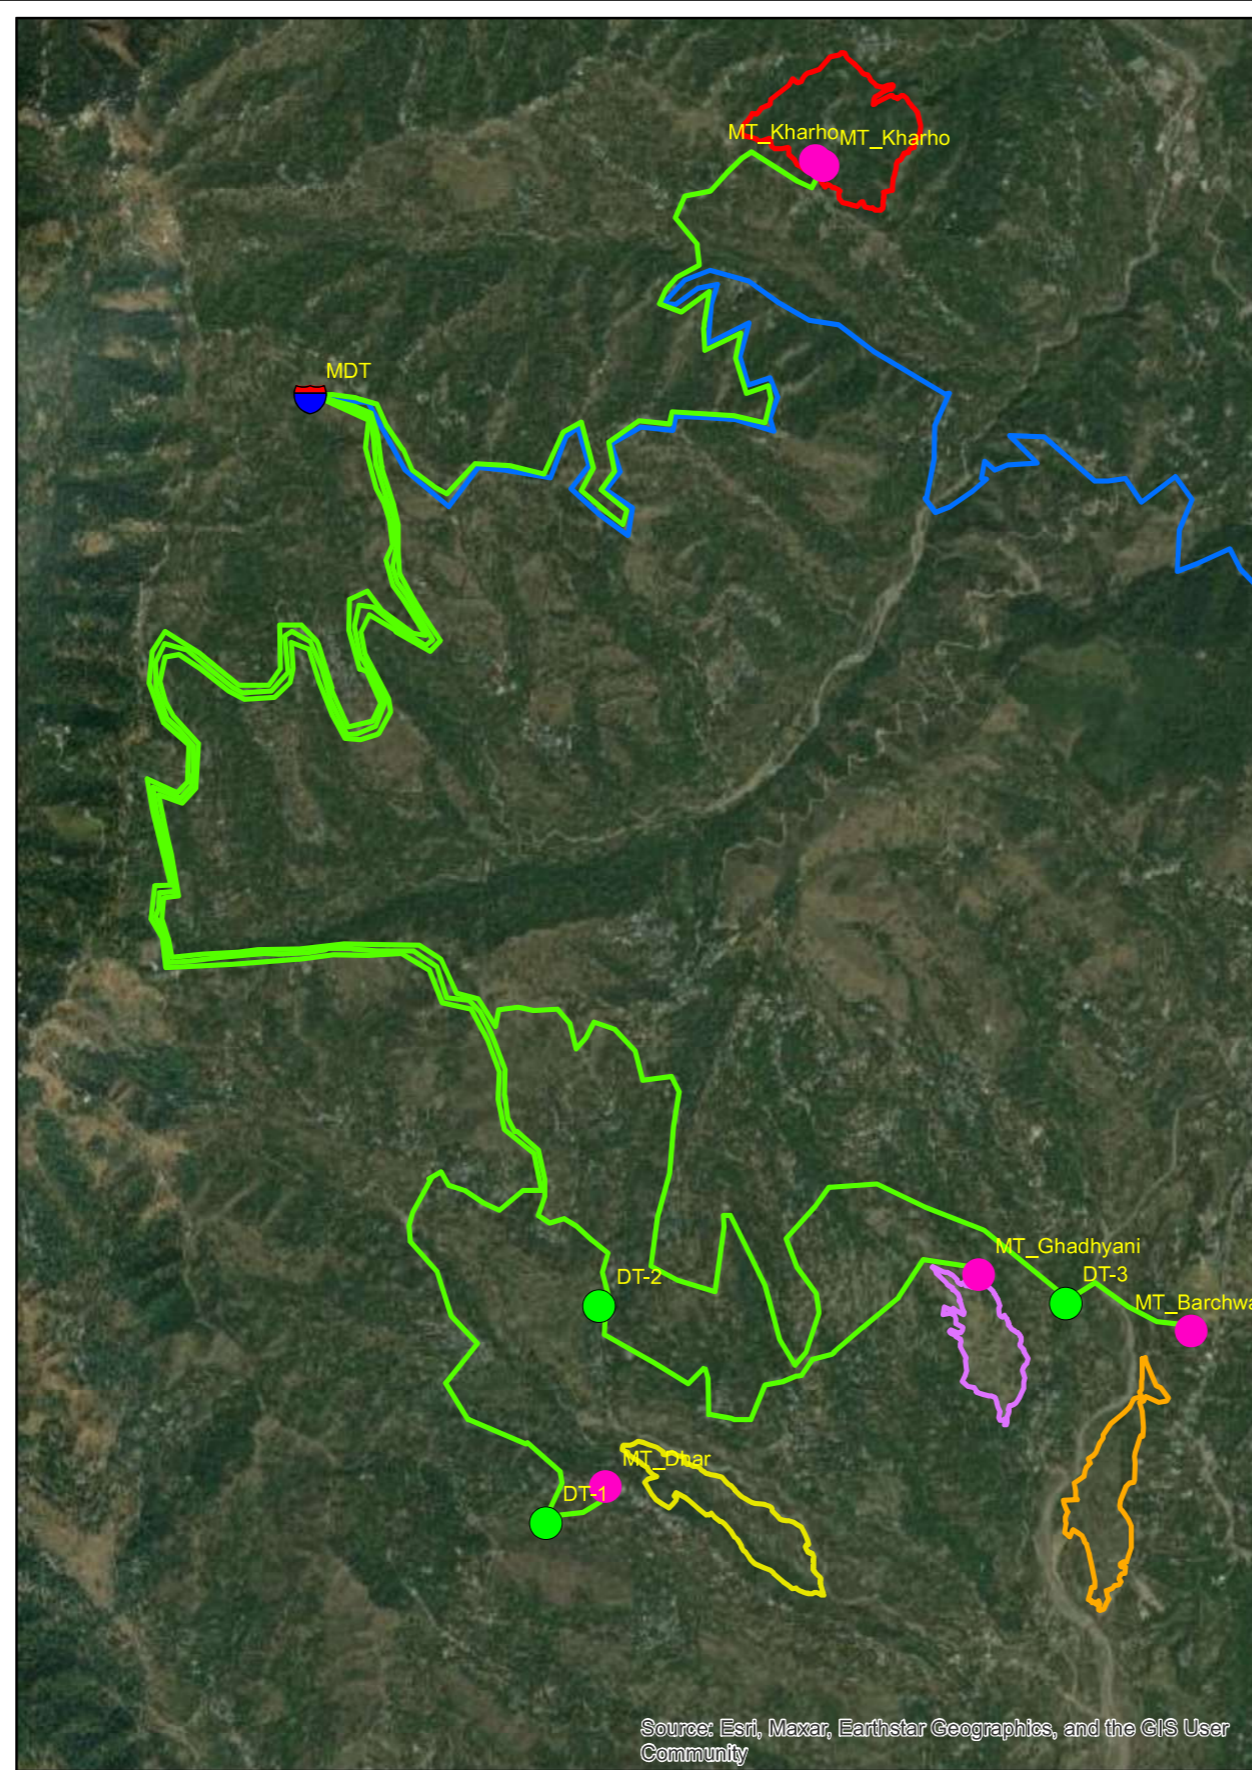 MT_Kharho
MT_Kharho
MDT
MT_Ghadhyani
DT-2
DT-3
MT_Barchwa
MT_Dhar
DT-1
Source: Esri, Maxar, Earthstar Geographics, and the GIS User
Community